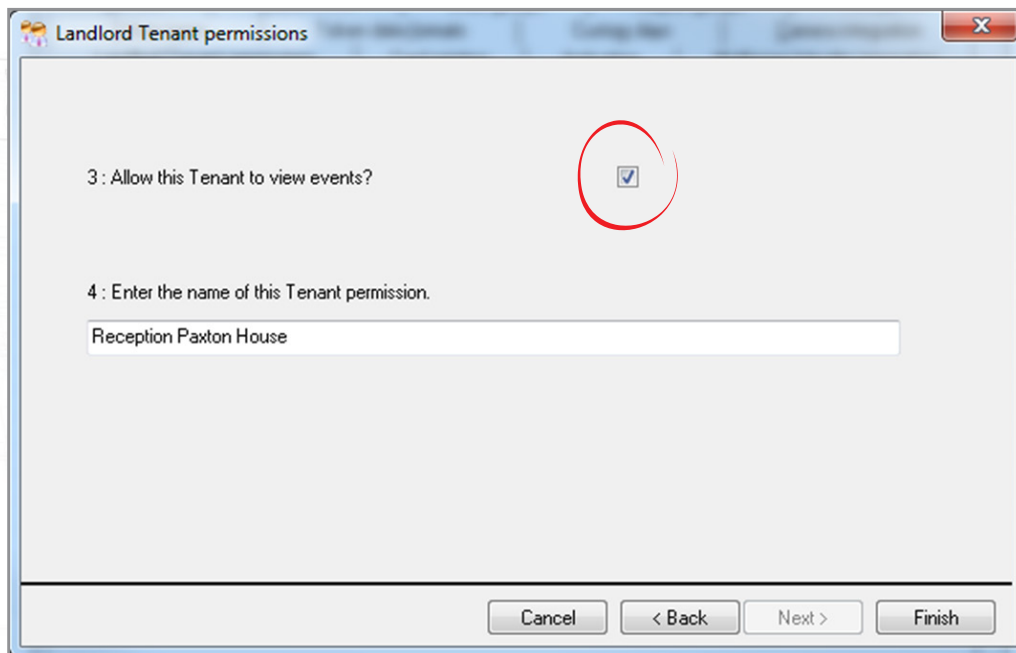 Landlord Tenant permissions
3 : Allow this Tenant to view events?
4 : Enter the name of this Tenant permission.
Reception Paxton House
Cancel
< Back
Next >
Finish